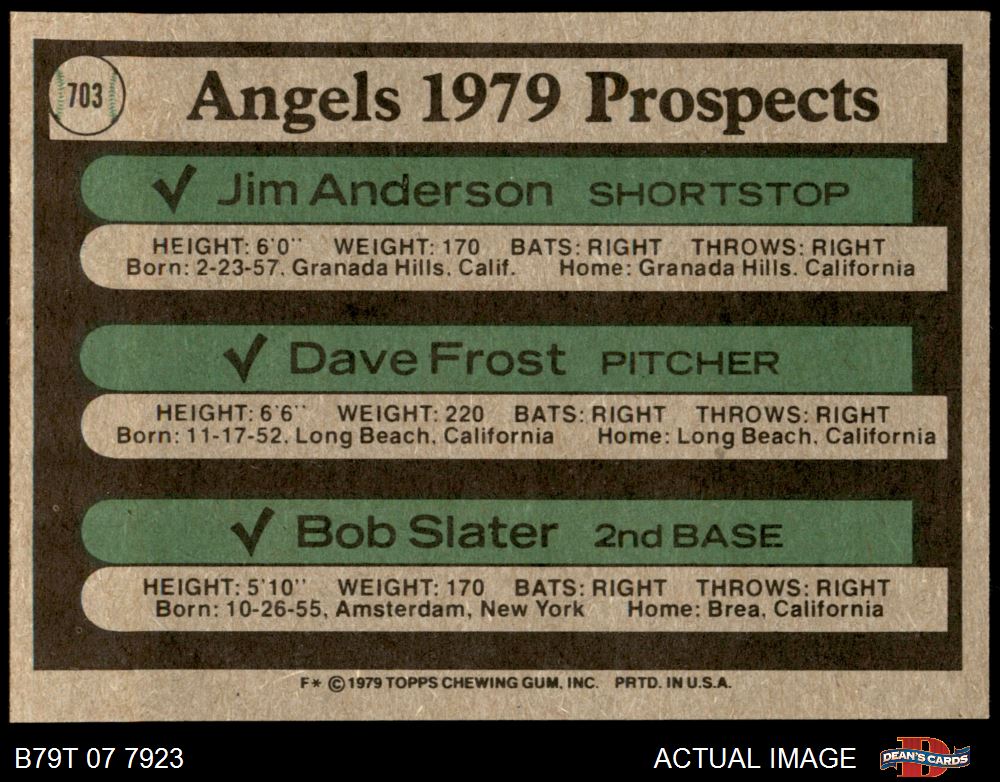 703
Angels 1979 Prospects
✓ Jim Anderson SHORTSTOP
HEIGHT: 6'0" WEIGHT: 170 BATS: RIGHT THROWS: RIGHT
Born: 2-23-57, Granada Hills, Calif. Home: Granada Hills, California
✓ Dave Frost PITCHER
HEIGHT: 6'6" WEIGHT: 220 BATS: RIGHT THROWS: RIGHT
Born: 11-17-52, Long Beach, California Home: Long Beach, California
✓ Bob Slater 2nd BASE
HEIGHT: 5'10" WEIGHT: 170 BATS: RIGHT THROWS: RIGHT
Born: 10-26-55, Amsterdam, New York Home: Brea, California
F* © 1979 TOPPS CHEWING GUM, INC. PRTD. IN U.S.A.
B79T 07 7923 ACTUAL IMAGE DEAN'S CARDS